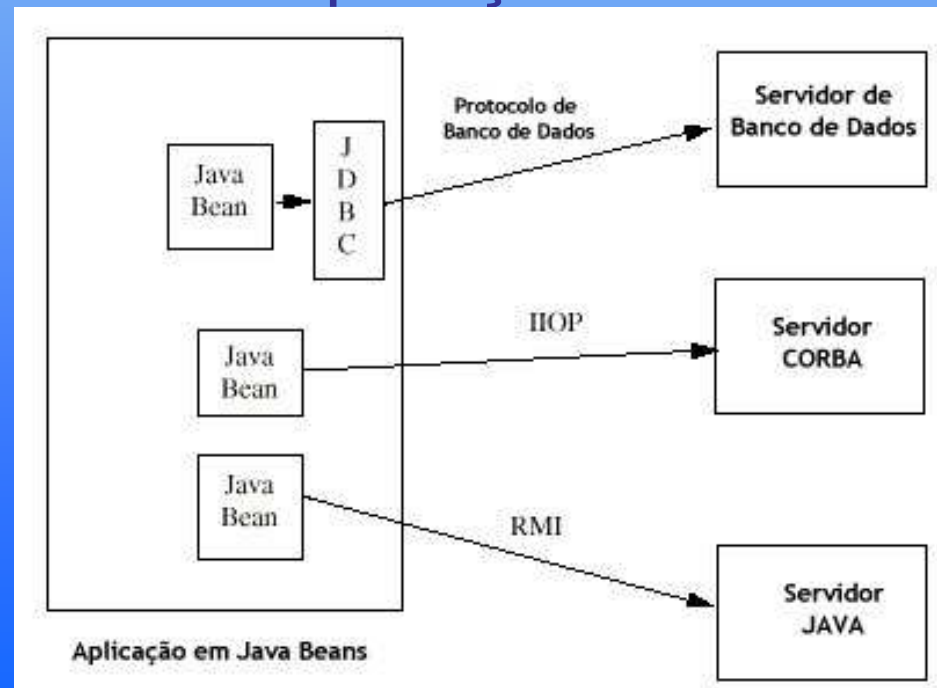 Protocolo de
Banco de Dados
Servidor de
Banco de Dados
Java
Bean
J
D
B
C
IIOP
Servidor
CORBA
Java
Bean
Java
Bean
RMI
Servidor
JAVA
Aplicação em Java Beans